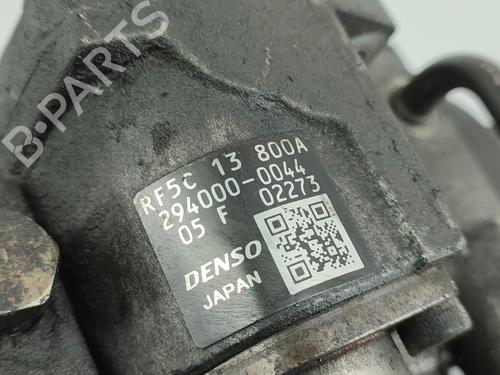 B-PARTS
RF5C 13 800A
294000-0044
05 F 02273
DENSO
JAPAN